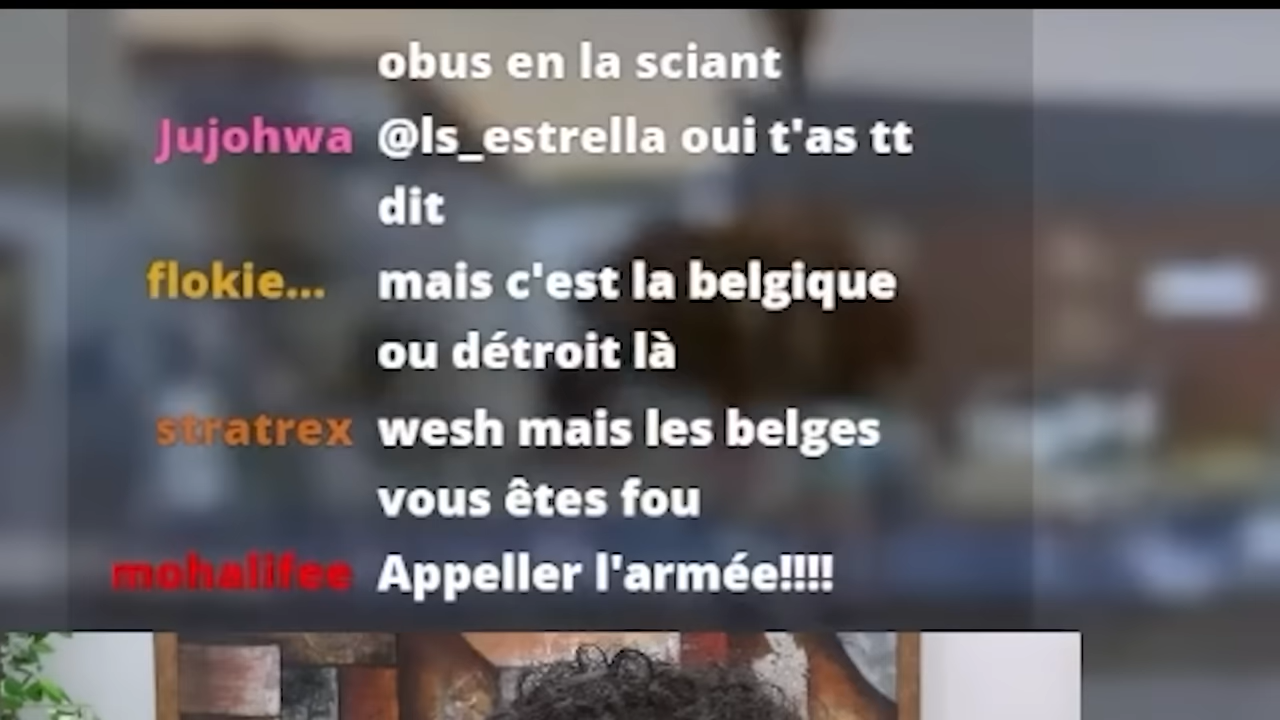 obus en la sciant
Jujohwa @ls_estrella oui t'as tt
dit
flokie... mais c'est la belgique
ou détroit là
stratrex wesh mais les belges
vous êtes fou
mohalifee Appeller l'armée!!!!